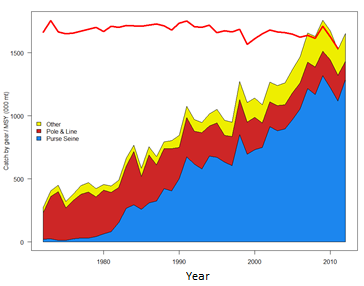 Catch by gear / MSY (000 mt)
1500
1000
500
0
Other
Pole & Line
Purse Seine
1980
1990
2000
2010
Year